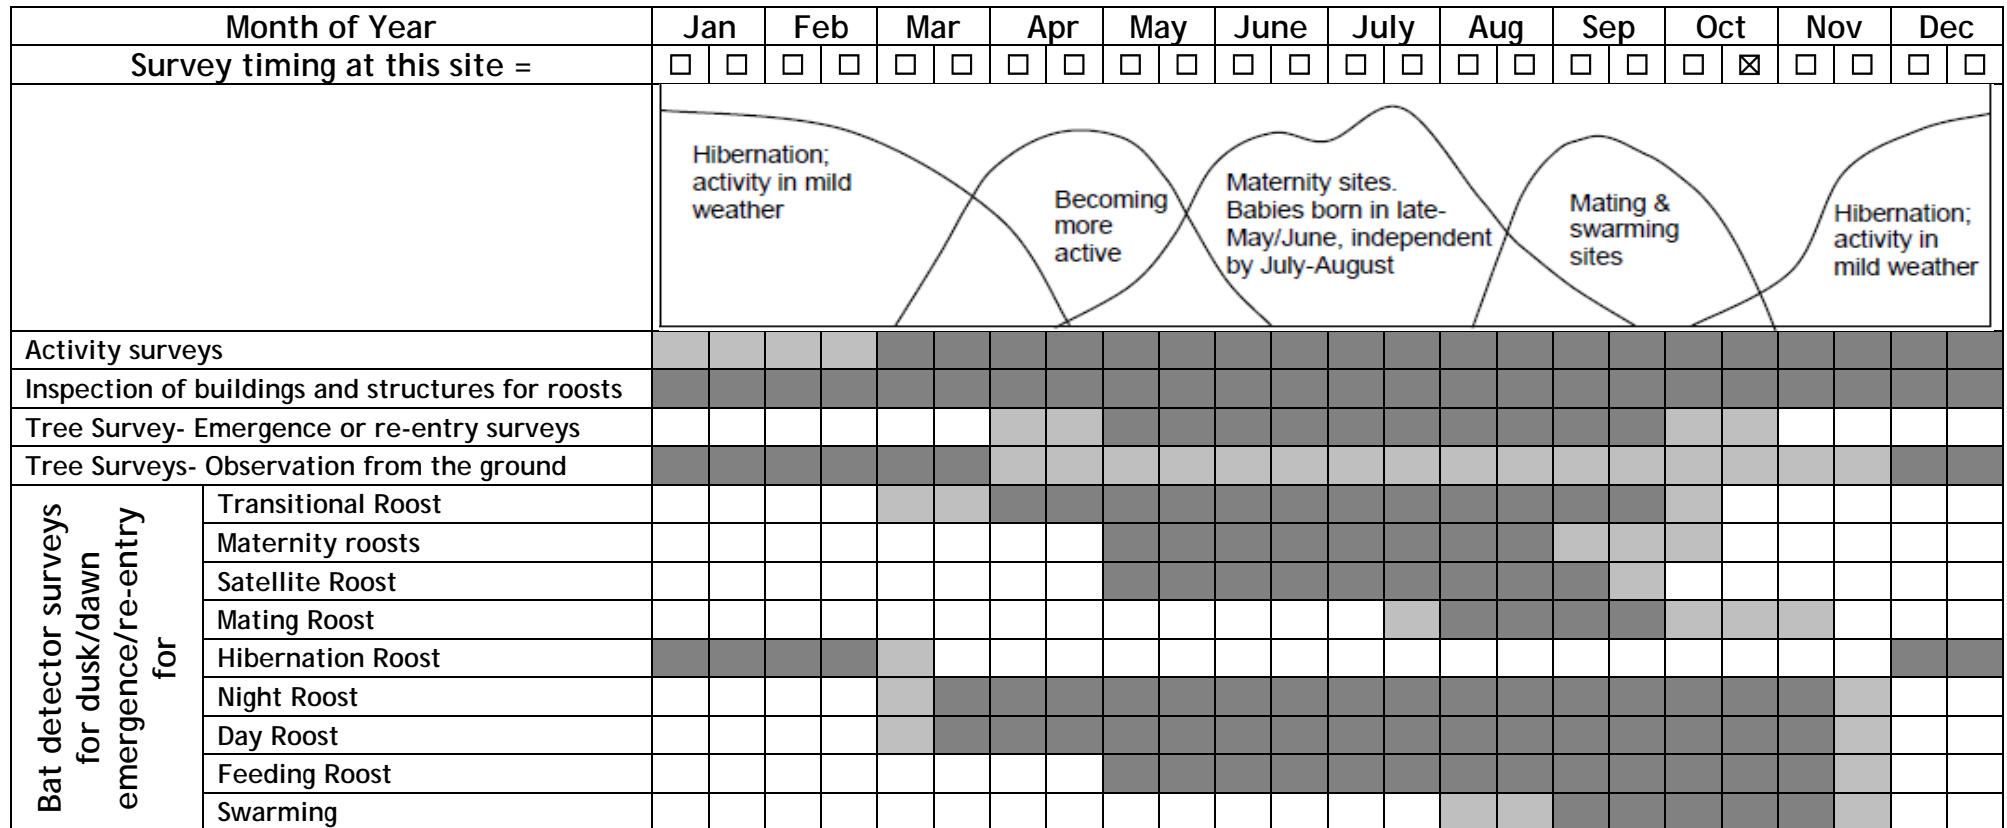 Month of Year Jan Feb Mar Apr May June July Aug Sep Oct Nov Dec
Survey timing at this site = ☐ ☐ ☐ ☐ ☐ ☐ ☐ ☐ ☐ ☐ ☐ ☐ ☐ ☐ ☐ ☐ ☐ ☐ ☐ ☒ ☐ ☐ ☐ ☐
Hibernation;
activity in mild
weather
Becoming
more
active
Maternity sites.
Babies born in late-
May/June, independent
by July-August
Mating &
swarming
sites
Hibernation;
activity in
mild weather
Activity surveys
Inspection of buildings and structures for roosts
Tree Survey- Emergence or re-entry surveys
Tree Surveys- Observation from the ground
Bat detector surveys
for dusk/dawn
emergence/re-entry
for
Transitional Roost
Maternity roosts
Satellite Roost
Mating Roost
Hibernation Roost
Night Roost
Day Roost
Feeding Roost
Swarming